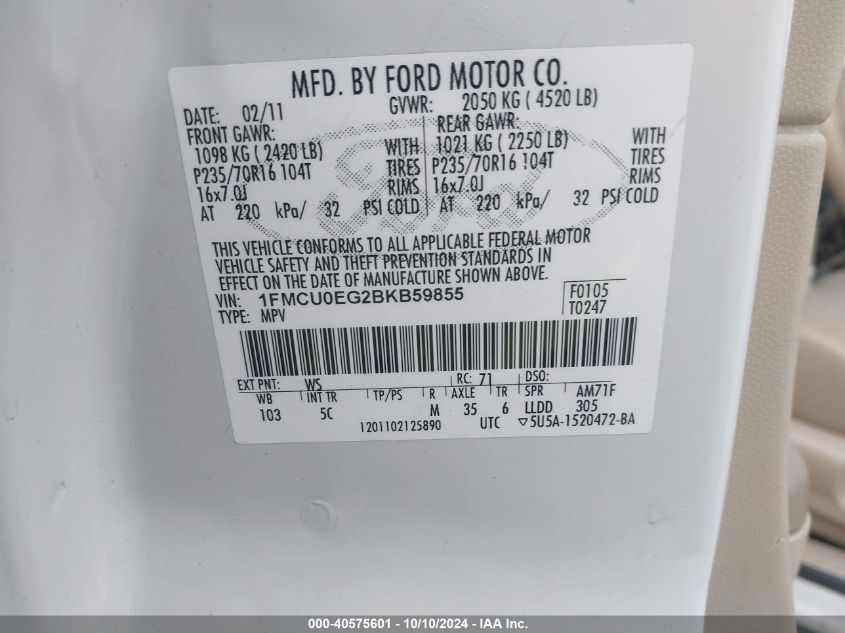 MFD. BY FORD MOTOR CO.
DATE: 02/11 GVWR: 2050 KG ( 4520 LB)
FRONT GAWR: REAR GAWR:
1098 KG ( 2420 LB) WITH 1021 KG ( 2250 LB) WITH
P235/70R16 104T TIRES P235/70R16 104T TIRES
16x7.0J RIMS 16x7.0J RIMS
AT 220 kPa/ 32 PSI COLD AT 220 kPa/ 32 PSI COLD
Ford
THIS VEHICLE CONFORMS TO ALL APPLICABLE FEDERAL MOTOR
VEHICLE SAFETY AND THEFT PREVENTION STANDARDS IN
EFFECT ON THE DATE OF MANUFACTURE SHOWN ABOVE.
VIN: 1FMCU0EG2BKB59855 F0105
TYPE: MPV T0247
EXT PNT: WS RC: 71 DSO:
WB INT TR TP/PS R AXLE TR SPR AM71F
103 5C M 35 6 LLDD 305
1201102125890 UTC ▽5U5A-1520472-BA
000-40575601 - 10/10/2024 - IAAI.com